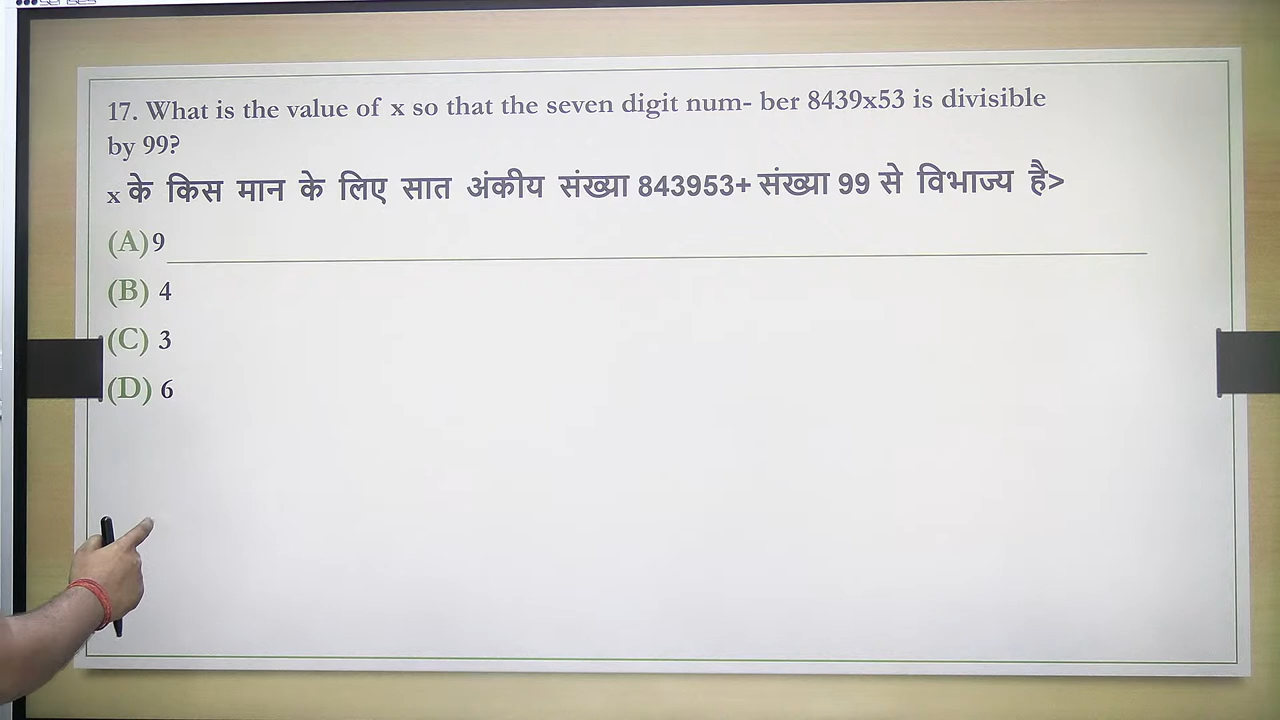 17. What is the value of x so that the seven digit num- ber 8439x53 is divisible
by 99?
x के किस मान के लिए सात अंकीय संख्या 843953+ संख्या 99 से विभाज्य है>
(A) 9
(B) 4
(C) 3
(D) 6